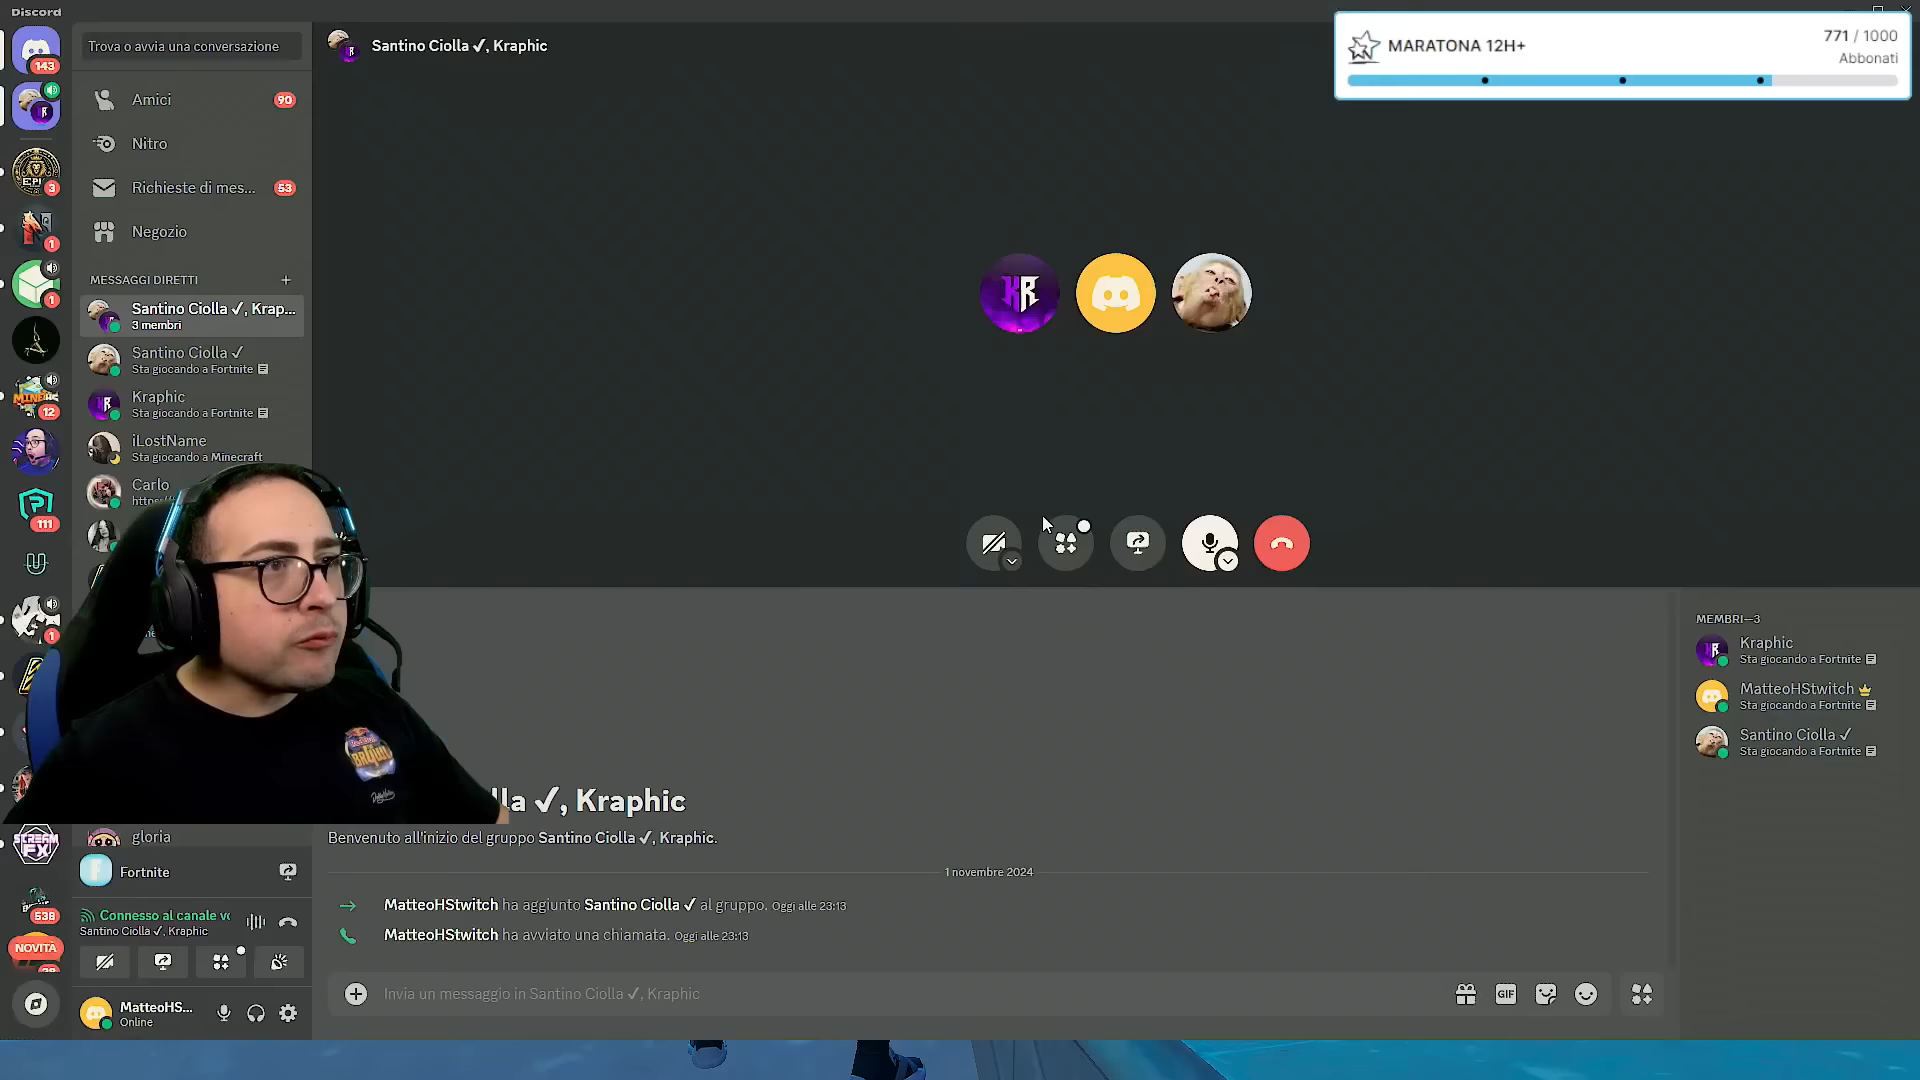 Discord
Trova o avvia una conversazione
143
Amici
90
Nitro
Richieste di mes...
53
Negozio
MESSAGGI DIRETTI
Santino Ciolla ✓, Krap...
3 membri
Santino Ciolla ✓
Sta giocando a Fortnite
Kraphic
Sta giocando a Fortnite
iLostName
Sta giocando a Minecraft
Carlo
gloria
EPIC
3
1
1
12
111
1
STREAM
FX
538
NOVITÀ
Fortnite
Connesso al canale vo
Santino Ciolla ✓, Kraphic
MatteoHS...
Online
Santino Ciolla ✓, Kraphic
MARATONA 12H+
771 / 1000
Abbonati
KR
lla ✓, Kraphic
Benvenuto all'inizio del gruppo Santino Ciolla ✓, Kraphic.
1 novembre 2024
MatteoHStwitch ha aggiunto Santino Ciolla ✓ al gruppo. Oggi alle 23:13
MatteoHStwitch ha avviato una chiamata. Oggi alle 23:13
Invia un messaggio in Santino Ciolla ✓, Kraphic
GIF
MEMBRI—3
Kraphic
Sta giocando a Fortnite
MatteoHStwitch
Sta giocando a Fortnite
Santino Ciolla ✓
Sta giocando a Fortnite